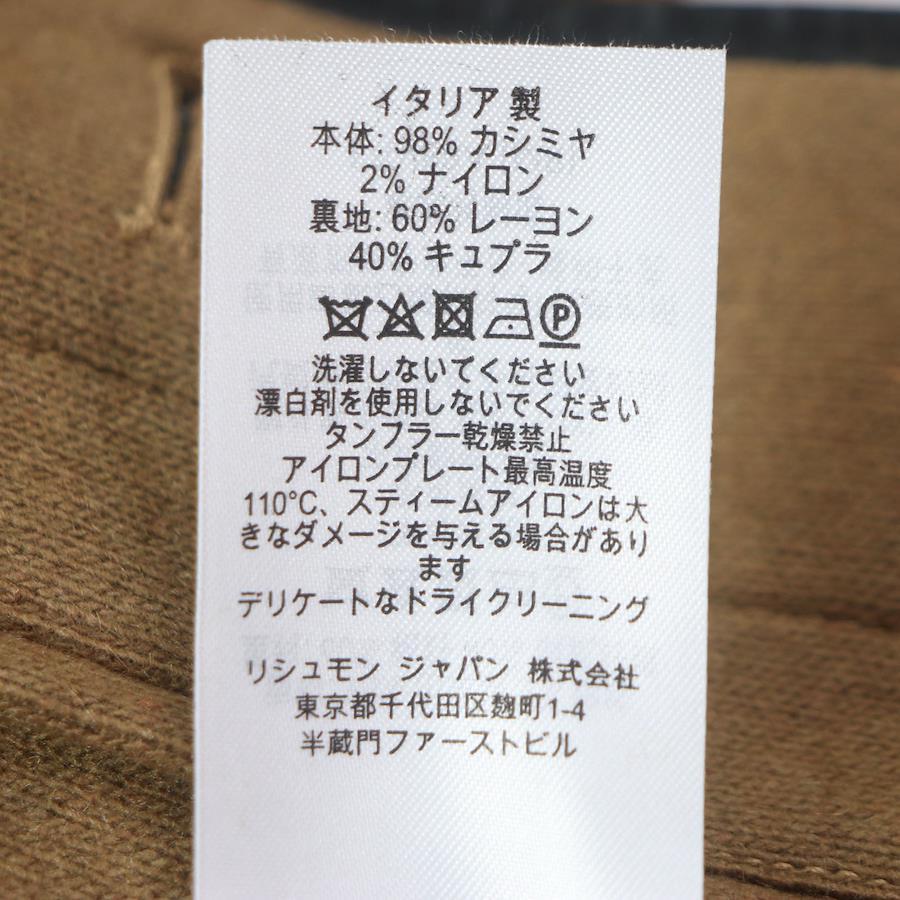 イタリア 製
本体: 98% カシミヤ
2% ナイロン
裏地: 60% レーヨン
40% キュプラ
P
洗濯しないでください
漂白剤を使用しないでください
タンブラー乾燥禁止
アイロンプレート最高温度
110°C、スティームアイロンは大
きなダメージを与える場合があり
ます
デリケートなドライクリーニング
リシュモン ジャパン 株式会社
東京都千代田区麹町1-4
半蔵門ファーストビル